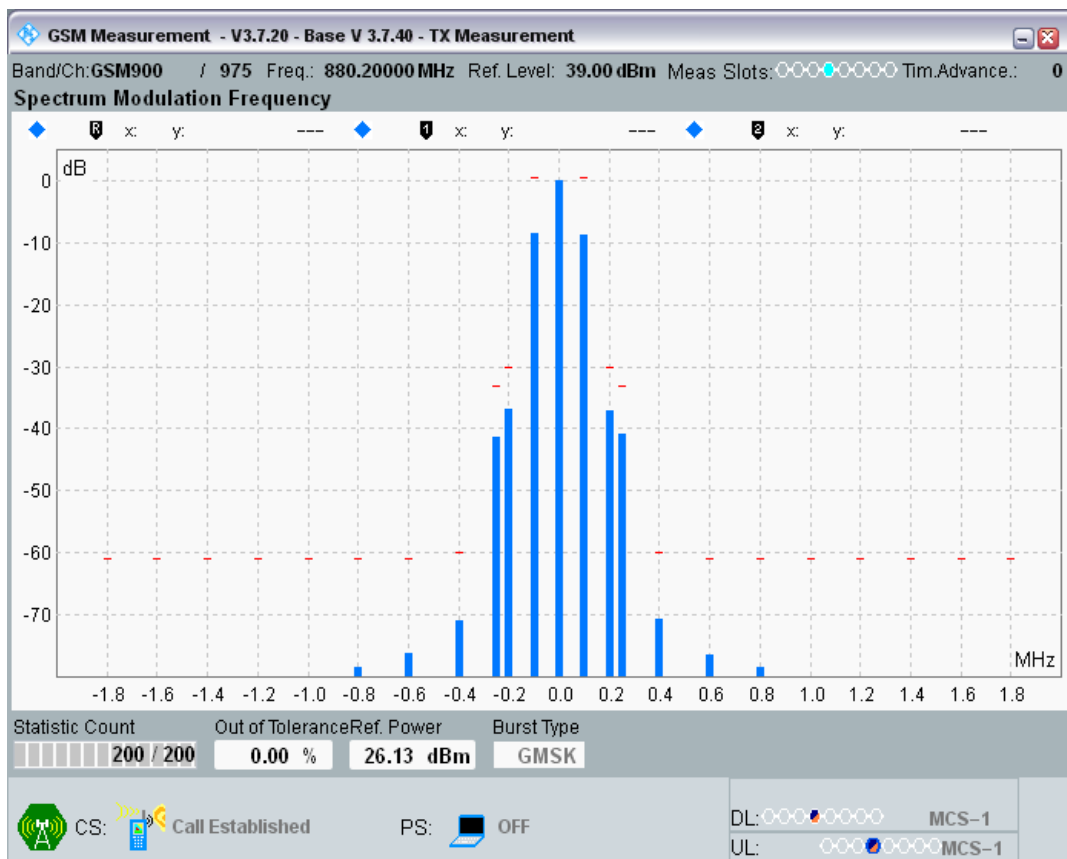 GSM Measurement - V3.7.20 - Base V 3.7.40 - TX Measurement
Band/Ch:GSM900 / 975 Freq.: 880.20000 MHz Ref. Level: 39.00 dBm Meas Slots: Tim.Advance.: 0
Spectrum Modulation Frequency
R x: y: --- 1 x: y: --- 2 x: y: ---
dB
0
-10
-20
-30
-40
-50
-60
-70
MHz
-1.8 -1.6 -1.4 -1.2 -1.0 -0.8 -0.6 -0.4 -0.2 0.0 0.2 0.4 0.6 0.8 1.0 1.2 1.4 1.6 1.8
Statistic Count Out of Tolerance Ref. Power Burst Type
200 / 200 0.00 % 26.13 dBm GMSK
CS: Call Established PS: OFF
DL: MCS-1
UL: MCS-1